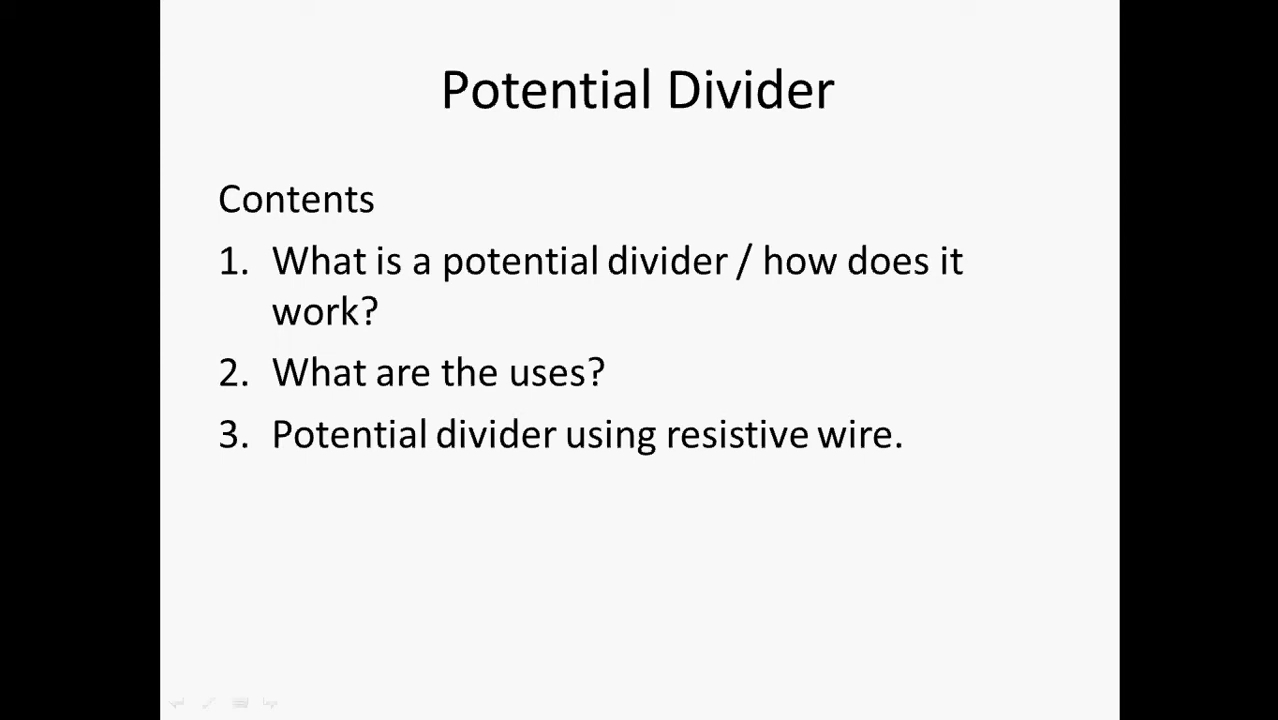 Potential Divider
Contents
1. What is a potential divider / how does it
work?
2. What are the uses?
3. Potential divider using resistive wire.